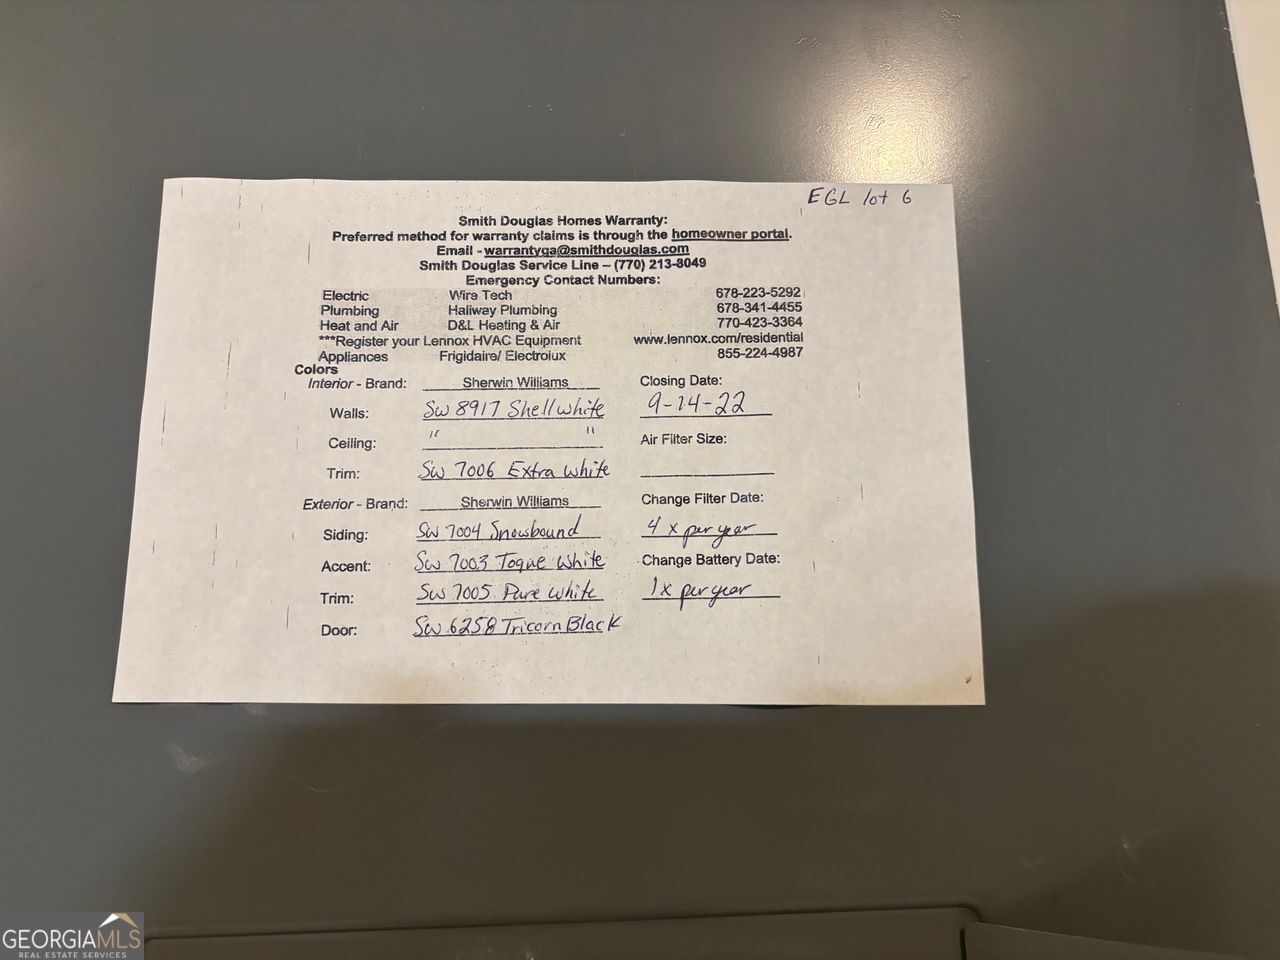 EGL lot 6
Smith Douglas Homes Warranty:
Preferred method for warranty claims is through the homeowner portal.
Email - warrantyga@smithdouglas.com
Smith Douglas Service Line – (770) 213-8049
Emergency Contact Numbers:
Electric Wire Tech 678-223-5292
Plumbing Hallway Plumbing 678-341-4455
Heat and Air D&L Heating & Air 770-423-3364
***Register your Lennox HVAC Equipment www.lennox.com/residential
Appliances Frigidaire/ Electrolux 855-224-4987
Colors
Interior - Brand: Sherwin Williams Closing Date:
Walls: SW 8917 Shell white 9-14-22
Ceiling: " " Air Filter Size:
Trim: SW 7006 Extra white
Exterior - Brand: Sherwin Williams Change Filter Date:
Siding: SW 7004 Snowbound 4 x per year
Accent: SW 7003 Toque white Change Battery Date:
Trim: SW 7005 Pure white 1x per year
Door: SW 6258 Tricorn Black
GEORGIAMLS
REAL ESTATE SERVICES